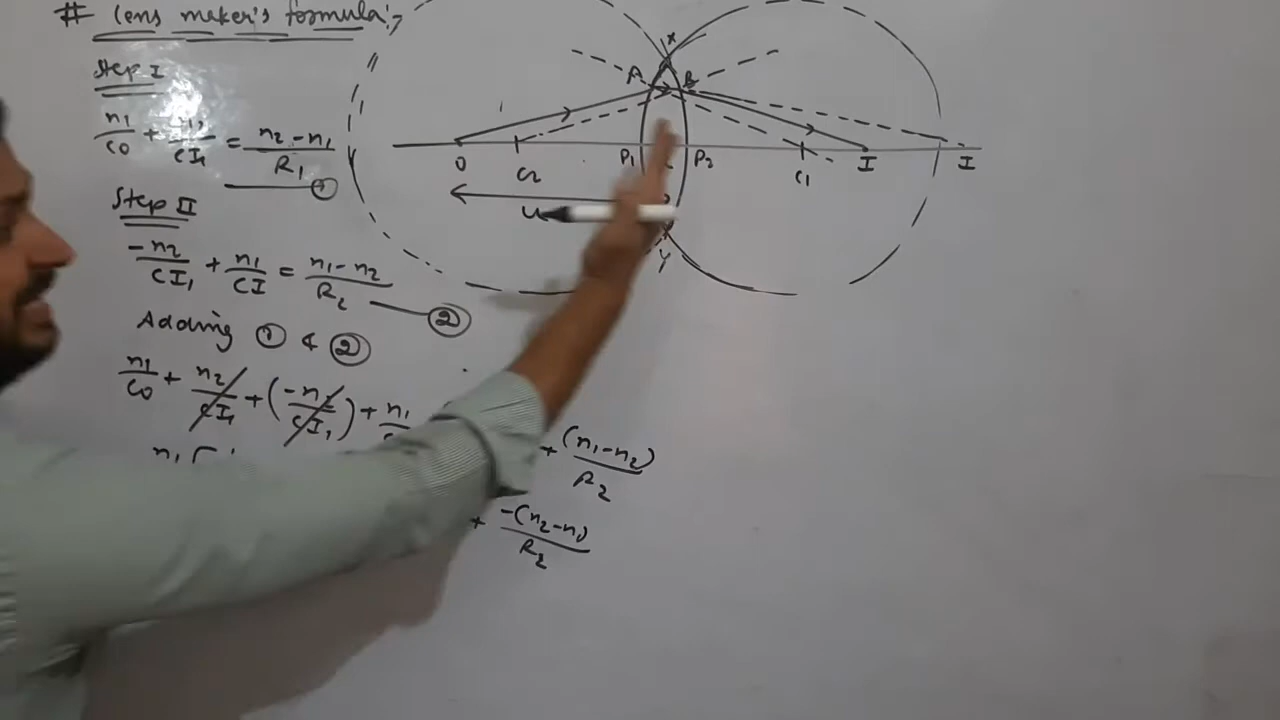 # lens maker's formula:,
Step I
n1/CO + n2/CI1 = (n2 - n1)/R1 — ①
Step II
-n2/CI1 + n1/CI = (n1 - n2)/R2 — ②
Adding ① & ②
n1/CO + n2/CI1 + (-n2/CI1) + n1/
+ (n1-n2)/R2
n1 [
+ -(n2-n1)/R2
X
A B
O C2 P1 P2 C1 I I
u
Y